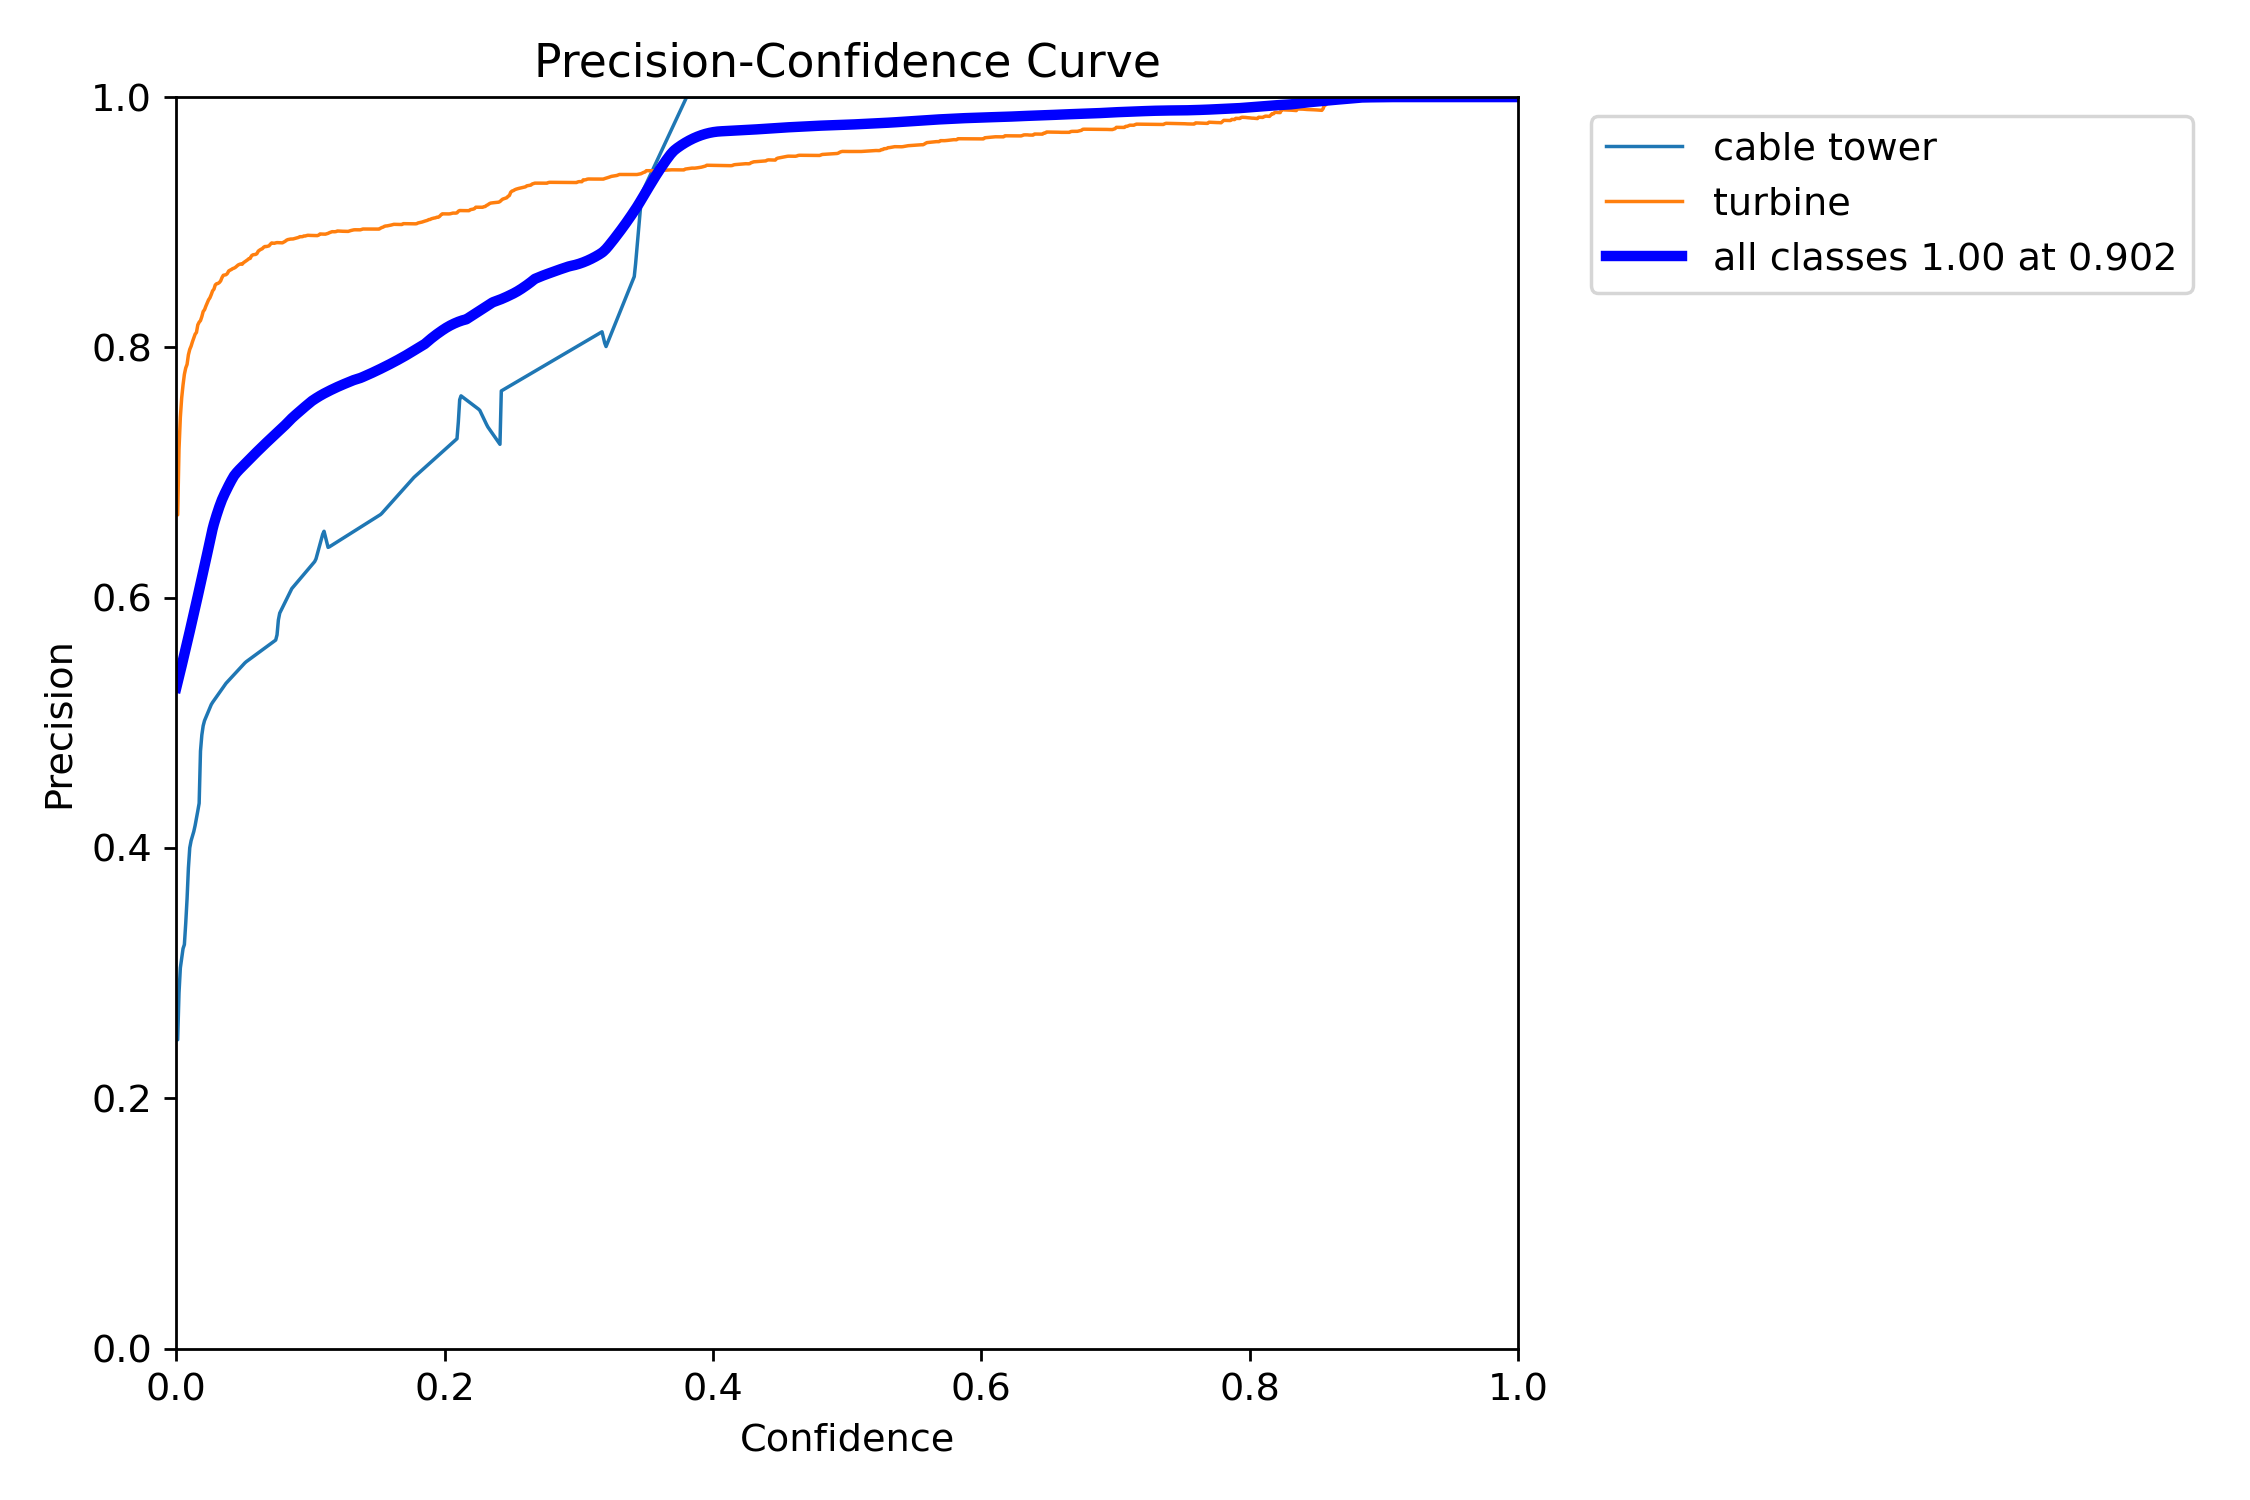 Precision-Confidence Curve
1.0
0.8
0.6
0.4
0.2
0.0
Precision
0.0 0.2 0.4 0.6 0.8 1.0
Confidence
cable tower
turbine
all classes 1.00 at 0.902